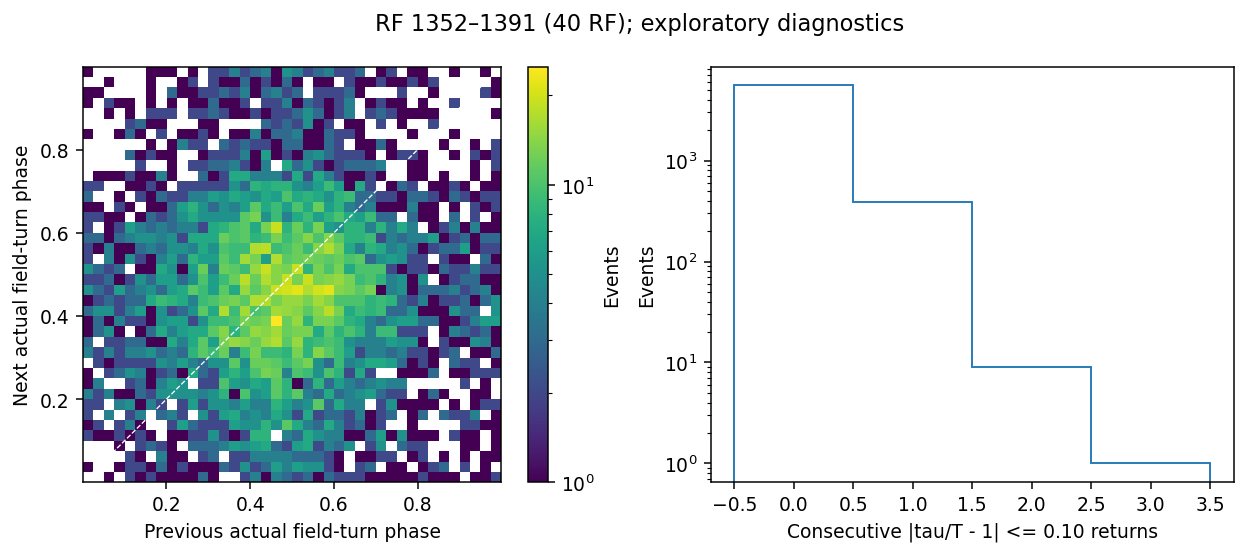 RF 1352–1391 (40 RF); exploratory diagnostics
Next actual field-turn phase
0.8
0.6
0.4
0.2
0.2 0.4 0.6 0.8
Previous actual field-turn phase
10¹
10⁰
Events
Events
10³
10²
10¹
10⁰
−0.5 0.0 0.5 1.0 1.5 2.0 2.5 3.0 3.5
Consecutive |tau/T - 1| <= 0.10 returns